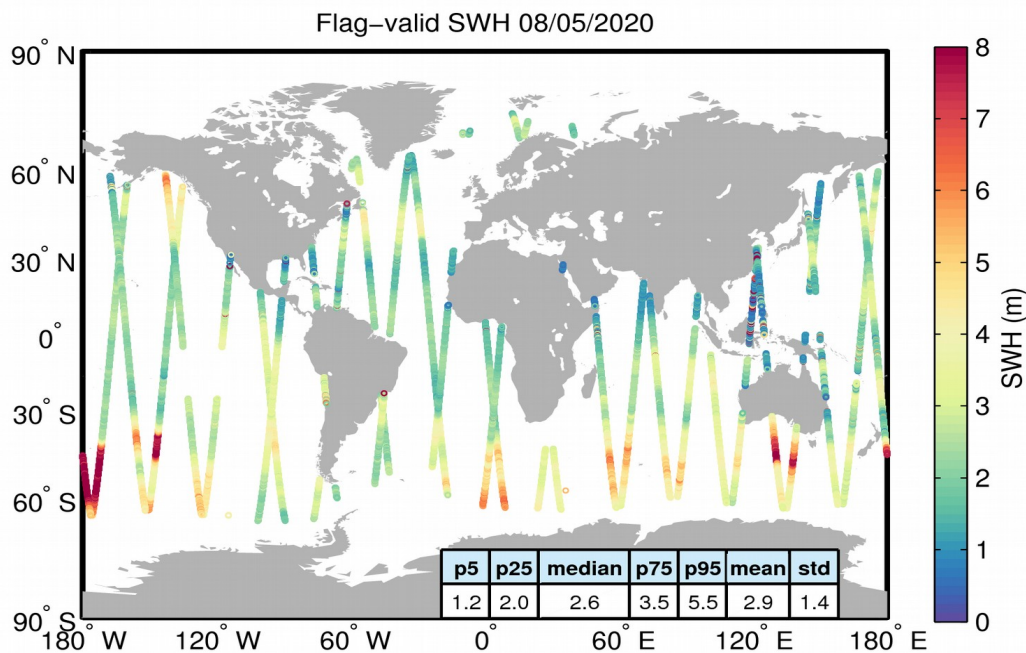 Flag−valid SWH 08/05/2020
90° N
60° N
30° N
0°
30° S
60° S
90° S
180° W
120° W
60° W
0°
60° E
120° E
180° E
8
7
6
5
4
3
2
1
0
SWH (m)
p5 p25 median p75 p95 mean std
1.2 2.0 2.6 3.5 5.5 2.9 1.4